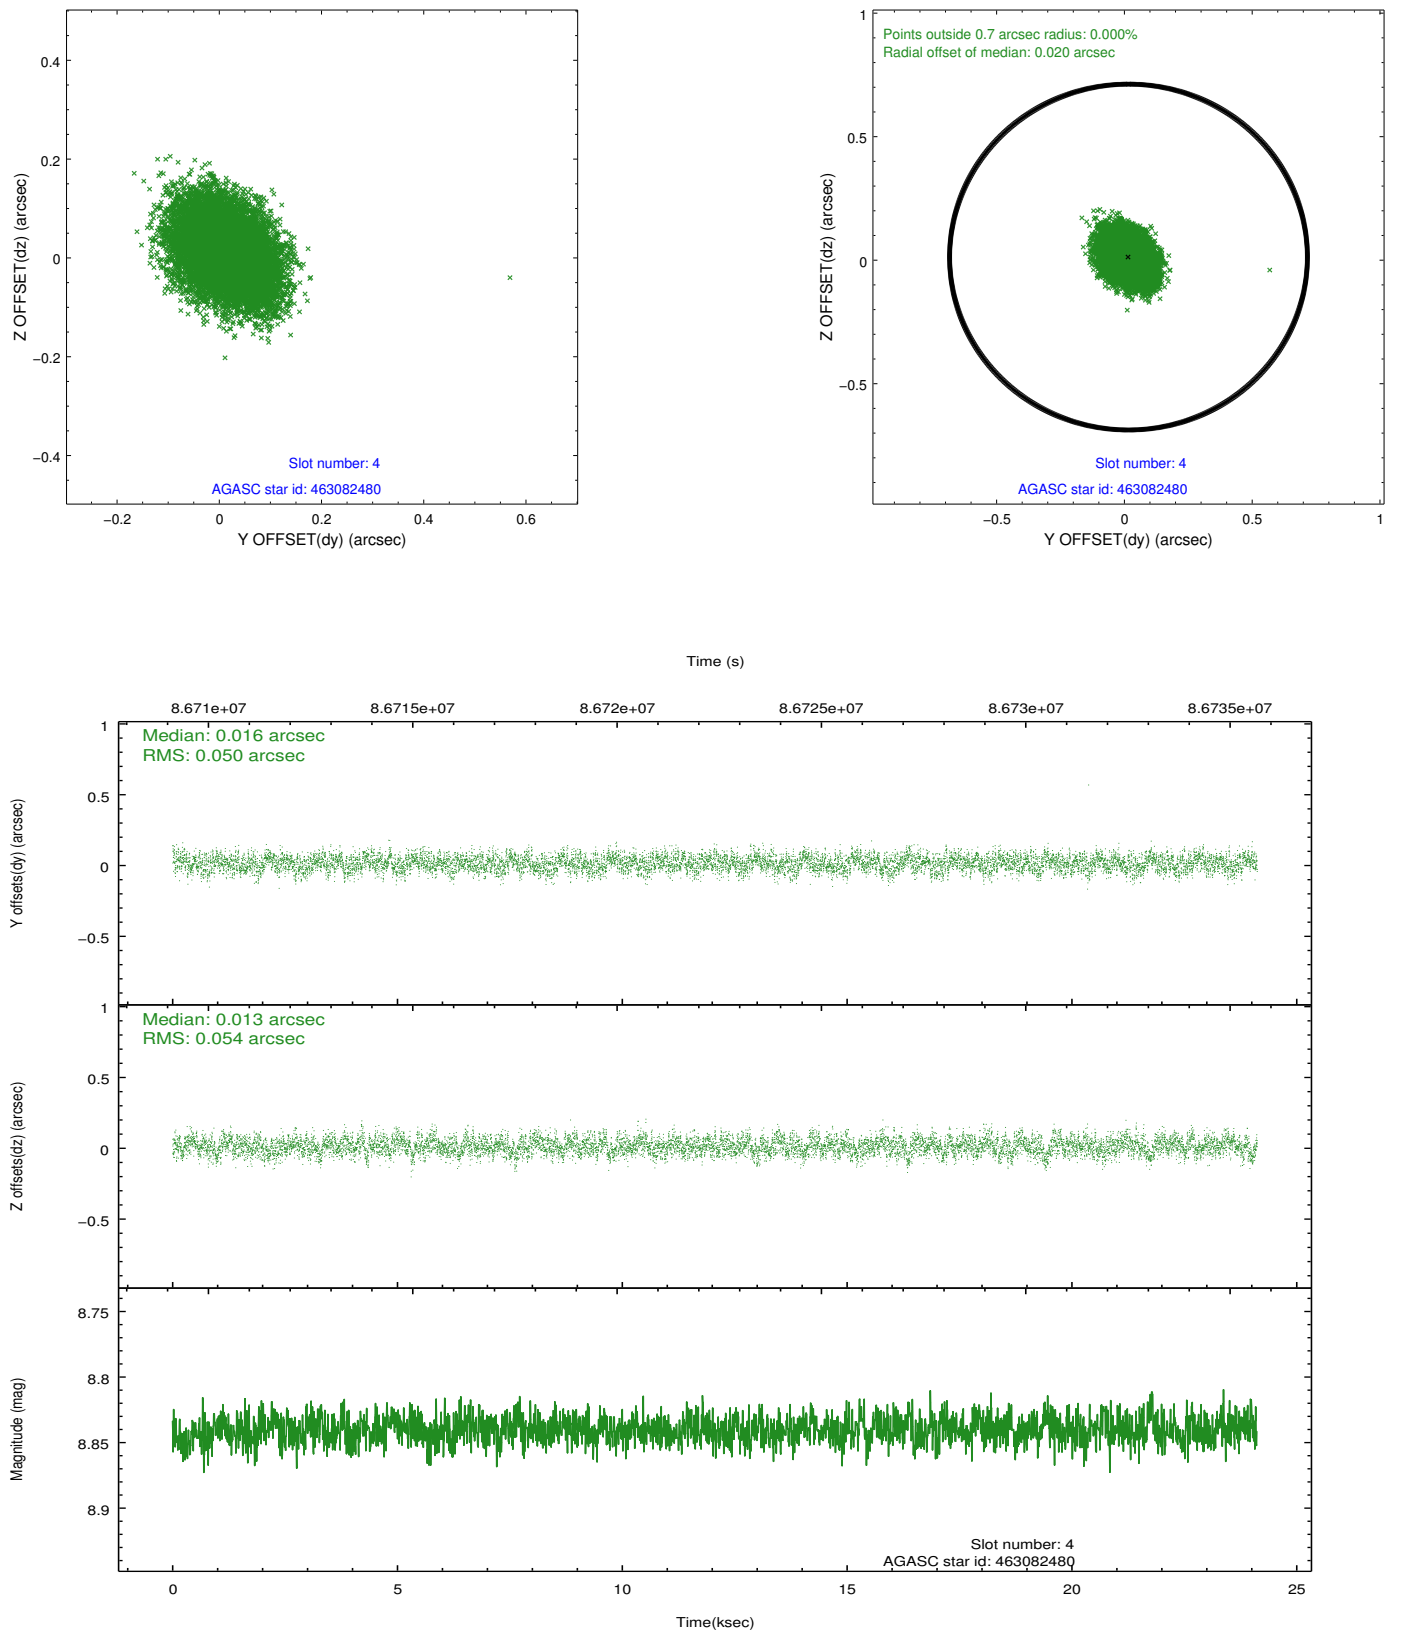 0.4
0.2
0
−0.2
−0.4
Z OFFSET(dz) (arcsec)
Slot number: 4
AGASC star id: 463082480
−0.2 0 0.2 0.4 0.6
Y OFFSET(dy) (arcsec)
Points outside 0.7 arcsec radius: 0.000%
Radial offset of median: 0.020 arcsec
1
0.5
0
−0.5
Z OFFSET(dz) (arcsec)
Slot number: 4
AGASC star id: 463082480
−0.5 0 0.5 1
Y OFFSET(dy) (arcsec)
Time (s)
8.671e+07 8.6715e+07 8.672e+07 8.6725e+07 8.673e+07 8.6735e+07
Median: 0.016 arcsec
RMS: 0.050 arcsec
1
0.5
0
−0.5
Y offsets(dy) (arcsec)
Median: 0.013 arcsec
RMS: 0.054 arcsec
1
0.5
0
−0.5
Z offsets(dz) (arcsec)
8.75
8.8
8.85
8.9
Magnitude (mag)
Slot number: 4
AGASC star id: 463082480
0 5 10 15 20 25
Time(ksec)